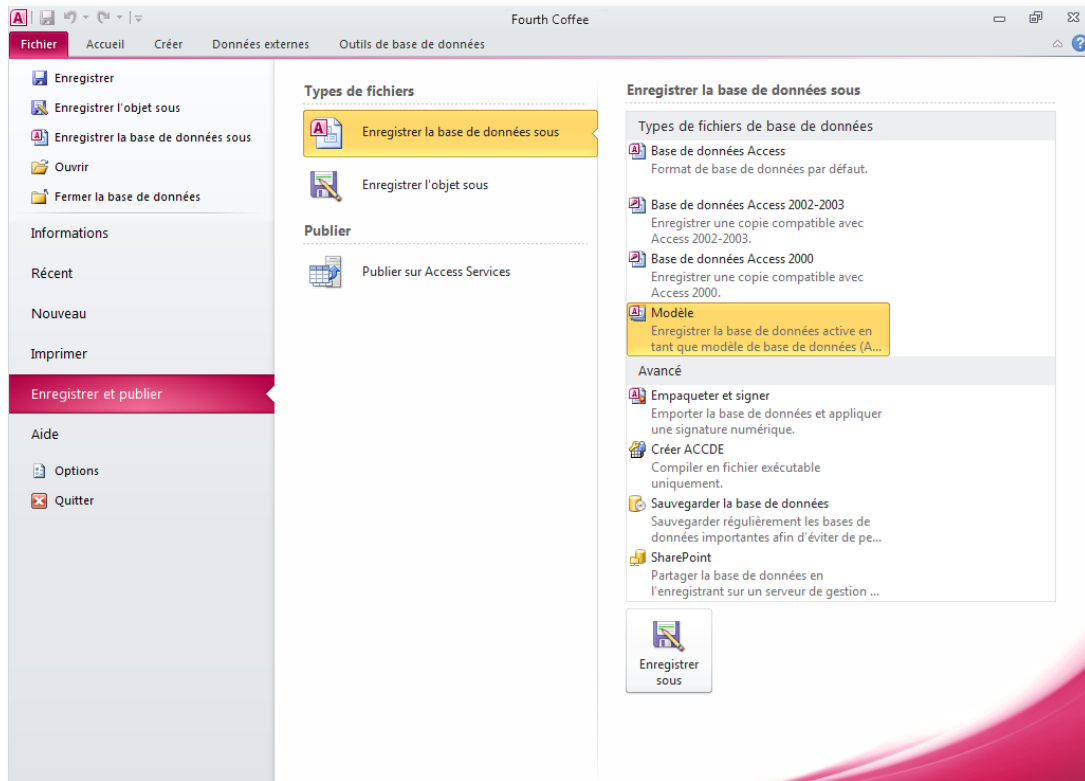 Fourth Coffee
Fichier Accueil Créer Données externes Outils de base de données
Enregistrer
Enregistrer l'objet sous
Enregistrer la base de données sous
Ouvrir
Fermer la base de données
Informations
Récent
Nouveau
Imprimer
Enregistrer et publier
Aide
Options
Quitter
Types de fichiers
Enregistrer la base de données sous
Enregistrer l'objet sous
Publier
Publier sur Access Services
Enregistrer la base de données sous
Types de fichiers de base de données
Base de données Access
Format de base de données par défaut.
Base de données Access 2002-2003
Enregistrer une copie compatible avec
Access 2002-2003.
Base de données Access 2000
Enregistrer une copie compatible avec
Access 2000.
Modèle
Enregistrer la base de données active en
tant que modèle de base de données (A...
Avancé
Empaqueter et signer
Emporter la base de données et appliquer
une signature numérique.
Créer ACCDE
Compiler en fichier exécutable
uniquement.
Sauvegarder la base de données
Sauvegarder régulièrement les bases de
données importantes afin d'éviter de pe...
SharePoint
Partager la base de données en
l'enregistrant sur un serveur de gestion ...
Enregistrer
sous